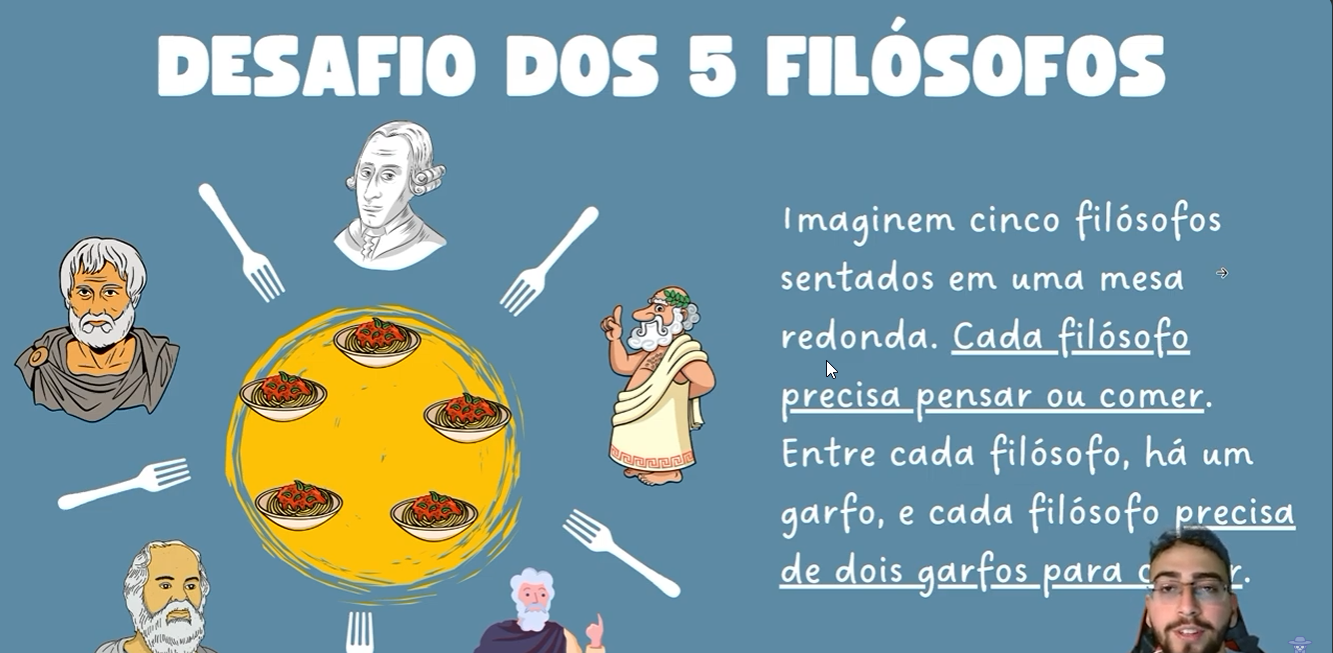 DESAFIO DOS 5 FILÓSOFOS
Imaginem cinco filósofos
sentados em uma mesa
redonda. Cada filósofo
precisa pensar ou comer.
Entre cada filósofo, há um
garfo, e cada filósofo precisa
de dois garfos para